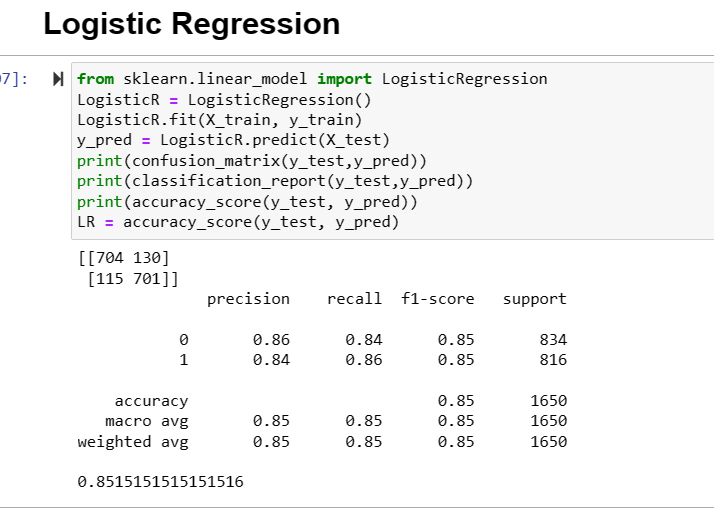 Logistic Regression
7]:
from sklearn.linear_model import LogisticRegression
LogisticR = LogisticRegression()
LogisticR.fit(X_train, y_train)
y_pred = LogisticR.predict(X_test)
print(confusion_matrix(y_test,y_pred))
print(classification_report(y_test,y_pred))
print(accuracy_score(y_test, y_pred))
LR = accuracy_score(y_test, y_pred)
[[704 130]
 [115 701]]
precision recall f1-score support
0 0.86 0.84 0.85 834
1 0.84 0.86 0.85 816
accuracy 0.85 1650
macro avg 0.85 0.85 0.85 1650
weighted avg 0.85 0.85 0.85 1650
0.8515151515151516